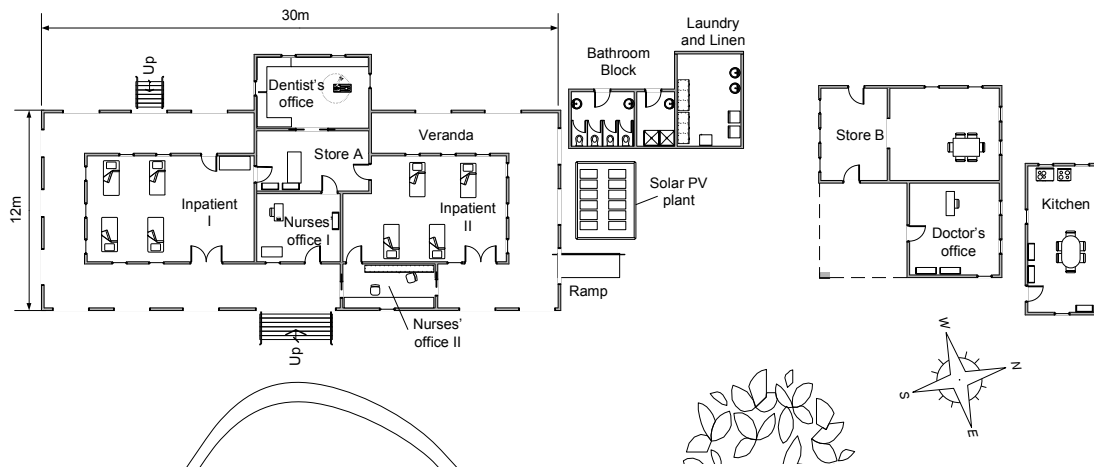 30m
Laundry
and Linen
Bathroom
Block
Up
Dentist's
office
12m
Veranda
Store A
Store B
Inpatient
I
Inpatient
II
Solar PV
plant
Nurses'
office I
Kitchen
Doctor's
office
Ramp
Nurses'
office II
Up
W
N
S
E